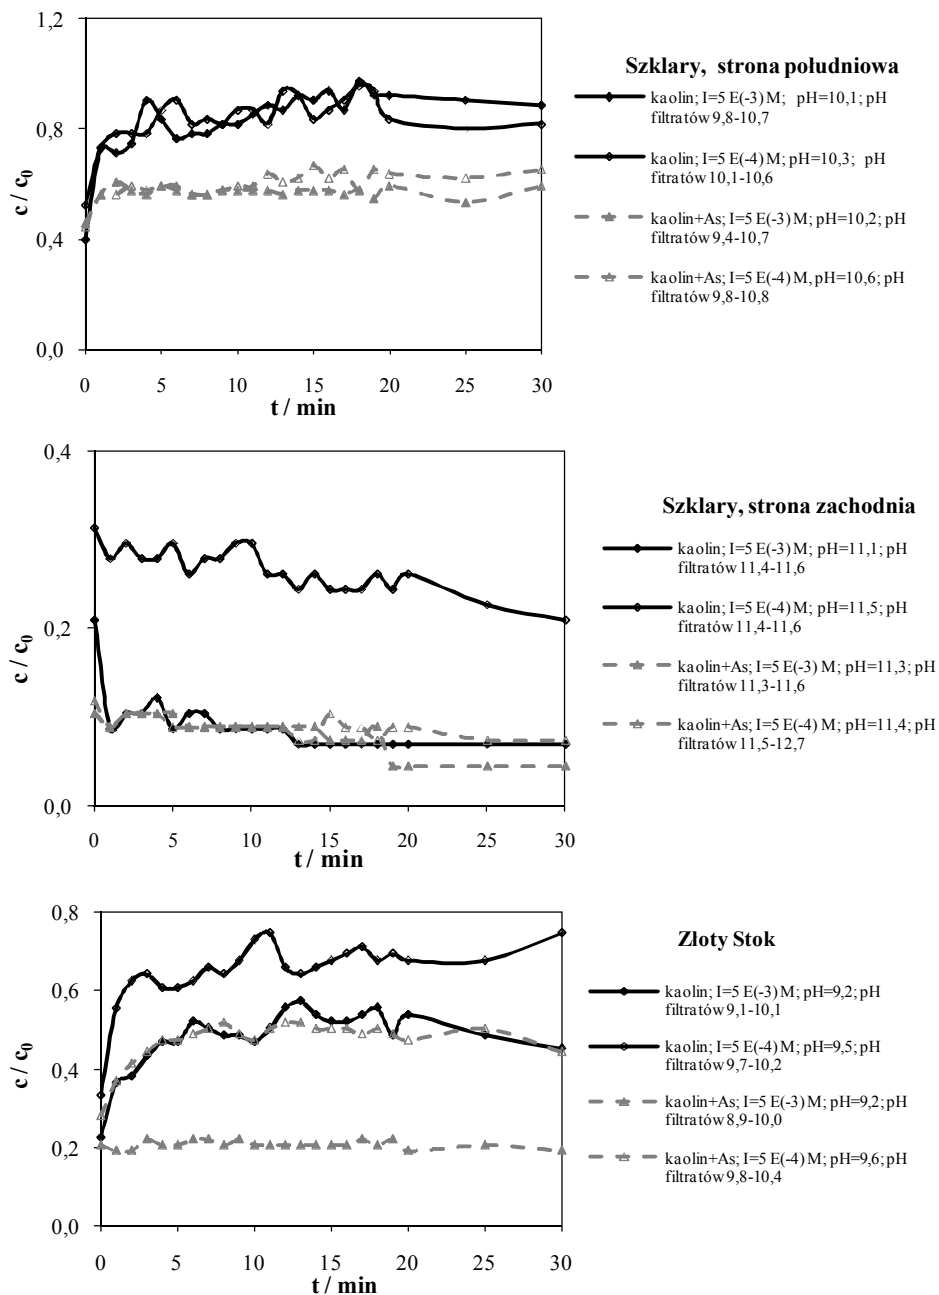 1,2
0,8
0,4
0,0
c / c0
0 5 10 15 20 25 30
t / min
Szklary, strona południowa
kaolin; I=5 E(-3) M; pH=10,1; pH
filtratów 9,8-10,7
kaolin; I=5 E(-4) M; pH=10,3; pH
fitratów 10,1-10,6
kaolin+As; I=5 E(-3) M; pH=10,2; pH
filtratów 9,4-10,7
kaolin+As; I=5 E(-4) M, pH=10,6; pH
filtratów 9,8-10,8
0,4
0,2
0,0
c / c0
0 5 10 15 20 25 30
t / min
Szklary, strona zachodnia
kaolin; I=5 E(-3) M; pH=11,1; pH
filtratów 11,4-11,6
kaolin; I=5 E(-4) M; pH=11,5; pH
fitratów 11,4-11,6
kaolin+As; I=5 E(-3) M; pH=11,3; pH
filtratów 11,3-11,6
kaolin+As; I=5 E(-4) M; pH=11,4; pH
filtratów 11,5-12,7
0,8
0,6
0,4
0,2
0,0
c / c0
0 5 10 15 20 25 30
t / min
Złoty Stok
kaolin; I=5 E(-3) M; pH=9,2; pH
filtratów 9,1-10,1
kaolin; I=5 E(-4) M; pH=9,5; pH
filtratów 9,7-10,2
kaolin+As; I=5 E(-3) M; pH=9,2; pH
filtratów 8,9-10,0
kaolin+As; I=5 E(-4) M; pH=9,6; pH
filtratów 9,8-10,4